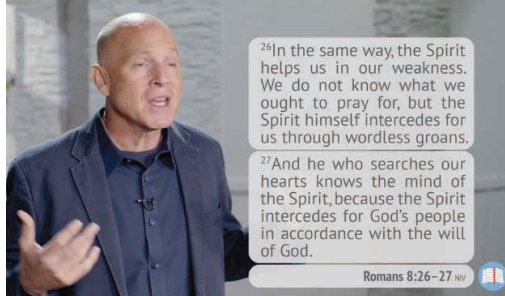 26In the same way, the Spirit
helps us in our weakness.
We do not know what we
ought to pray for, but the
Spirit himself intercedes for
us through wordless groans.
27And he who searches our
hearts knows the mind of
the Spirit, because the Spirit
intercedes for God's people
in accordance with the will
of God.
Romans 8:26–27 NIV